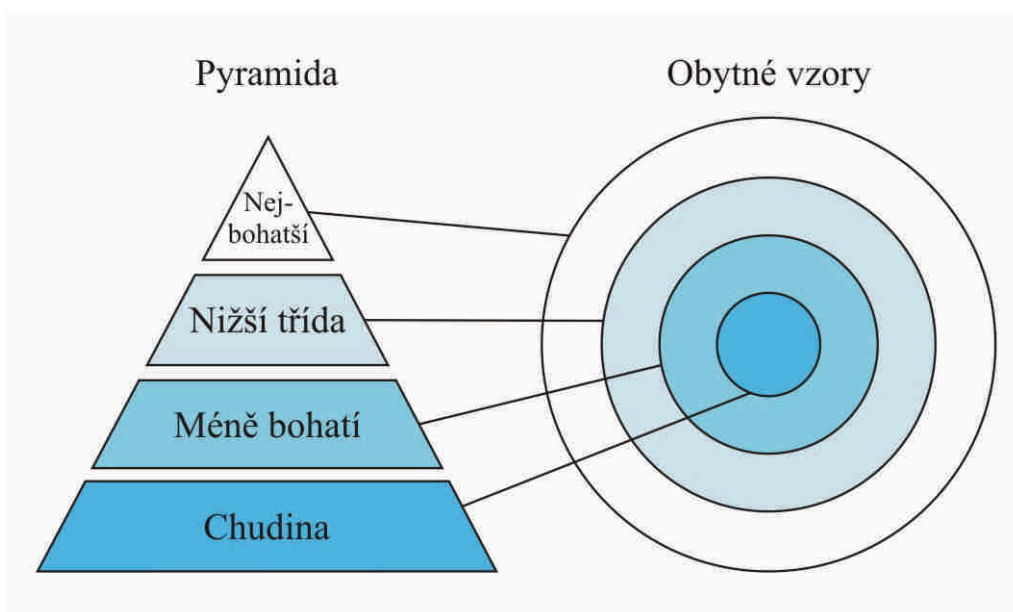 Pyramida
Obytné vzory
Nej-
bohatší
Nižší třída
Méně bohatí
Chudina